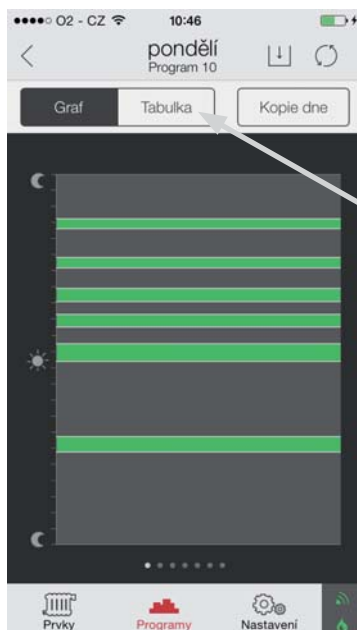 O2 - CZ 10:46
pondělí
Program 10
Graf Tabulka Kopie dne
Prvky Programy Nastavení